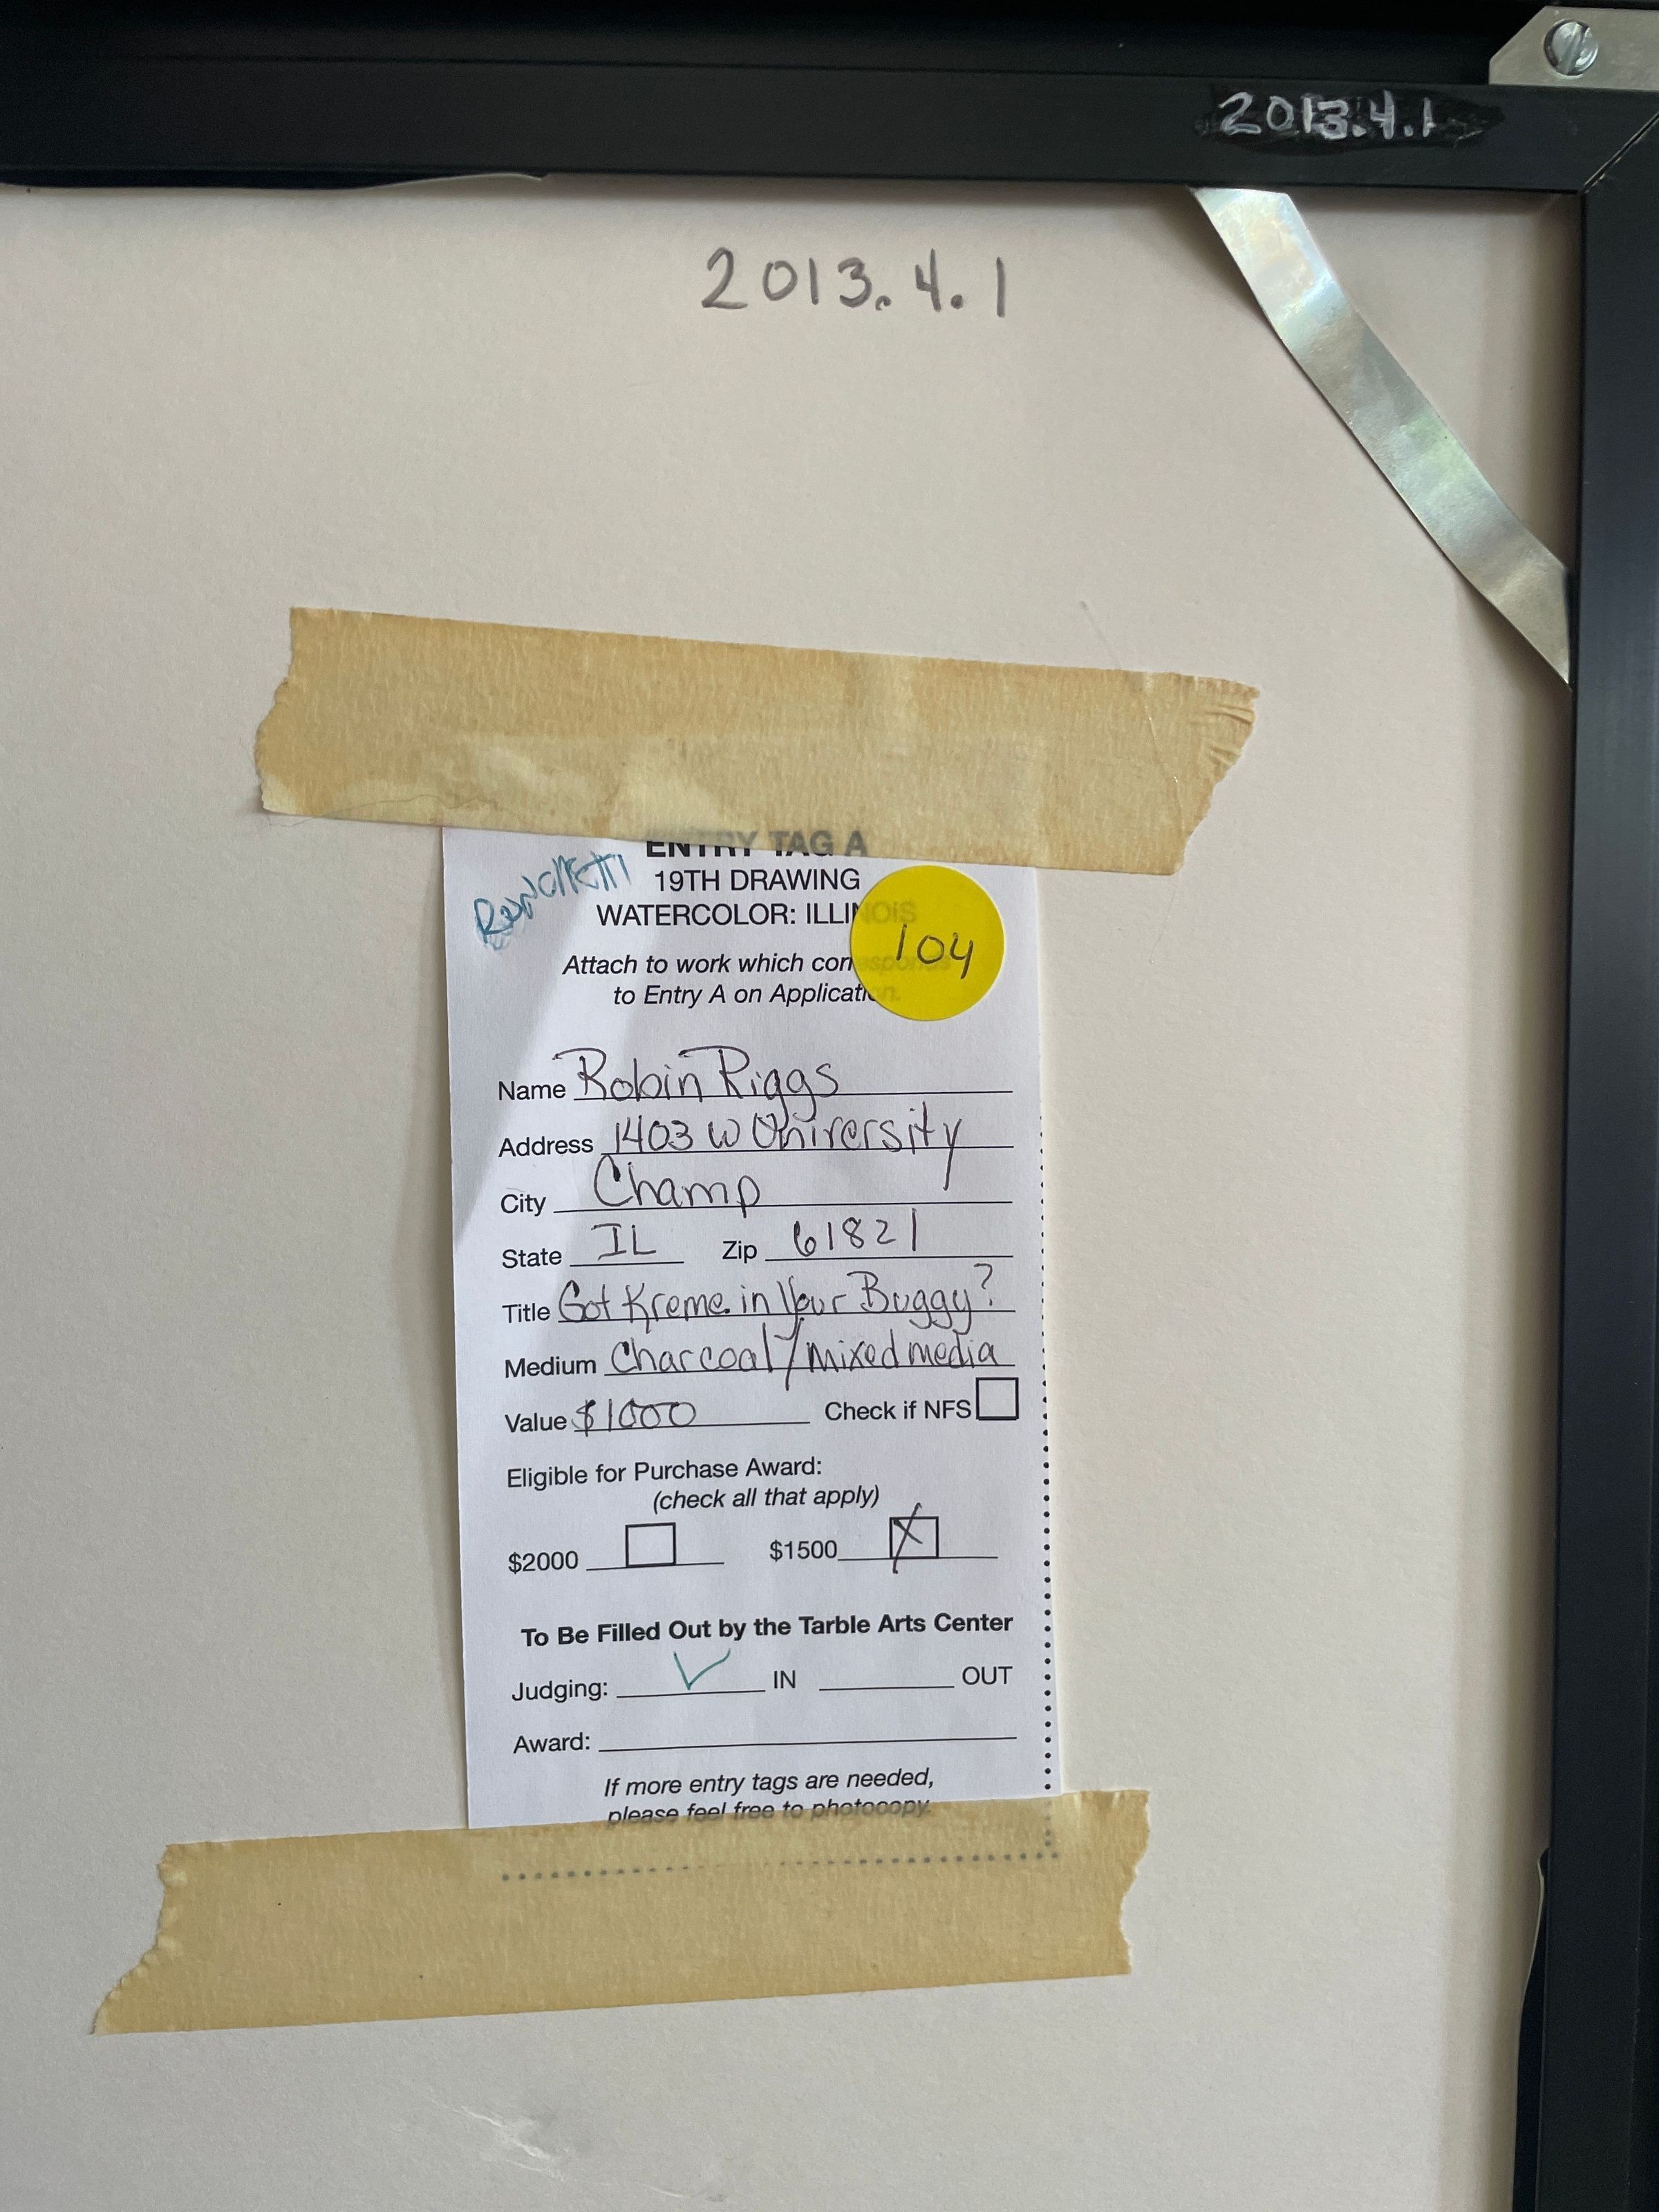 2013.4.1
2013.4.1
ENTRY TAG A
19TH DRAWING
WATERCOLOR: ILLINOIS
104
Attach to work which corresponds
to Entry A on Application.
Name Robin Riggs
Address 1403 W University
City Champ
State IL Zip 61821
Title Got Kreme in Your Buggy?
Medium Charcoal/mixed media
Value $1000 Check if NFS
Eligible for Purchase Award:
(check all that apply)
$2000 $1500
To Be Filled Out by the Tarble Arts Center
Judging: IN OUT
Award:
If more entry tags are needed,
please feel free to photocopy.